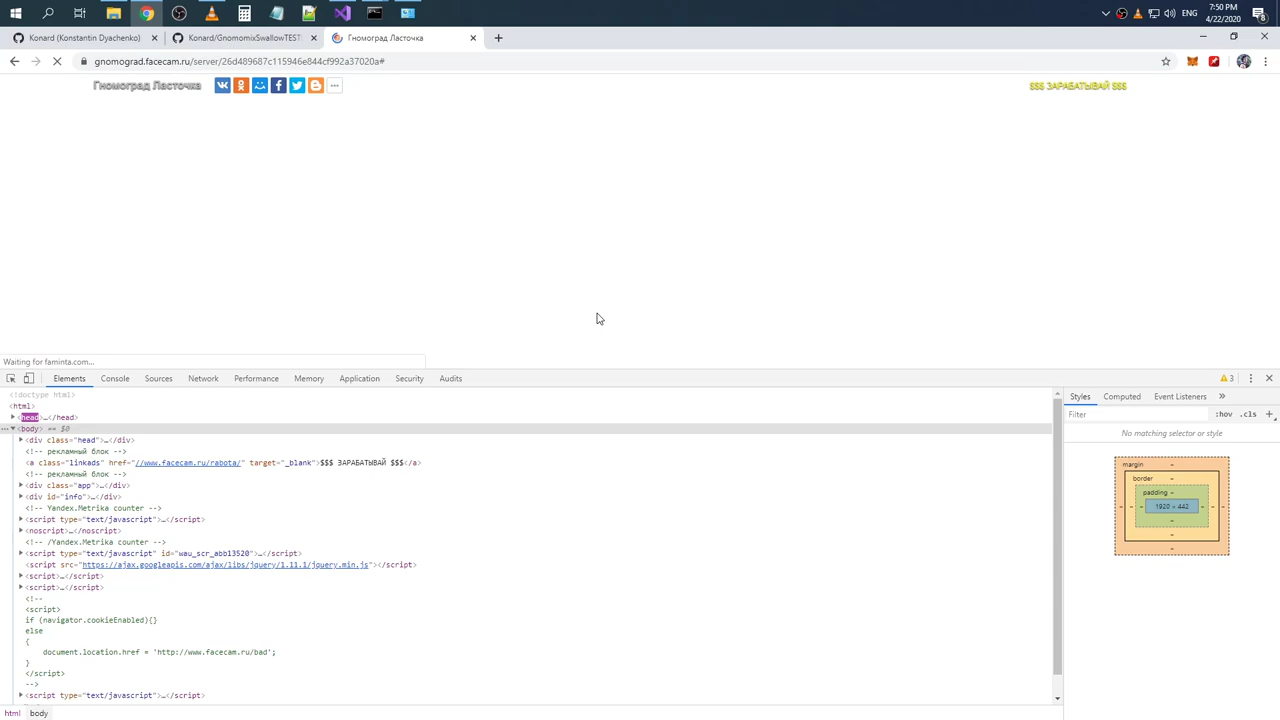 7:50 PM
ENG
4/22/2020
8
Konard (Konstantin Dyachenko)
Konard/GnomomixSwallowTEST:
Гномоград Ласточка
gnomograd.facecam.ru/server/26d489687c115946e844cf992a37020a#
Гномоград Ласточка
$$$ ЗАРАБАТЫВАЙ $$$
Waiting for faminta.com...
Elements Console Sources Network Performance Memory Application Security Audits
3
<!doctype html>
<html>
<head>…</head>
<body> == $0
<div class="head">…</div>
<!-- рекламный блок -->
<a class="linkads" href="//www.facecam.ru/rabota/" target="_blank">$$$ ЗАРАБАТЫВАЙ $$$</a>
<!-- рекламный блок -->
<div class="app">…</div>
<div id="info">…</div>
<!-- Yandex.Metrika counter -->
<script type="text/javascript">…</script>
<noscript>…</noscript>
<!-- /Yandex.Metrika counter -->
<script type="text/javascript" id="wau_scr_abb13520">…</script>
<script src="https://ajax.googleapis.com/ajax/libs/jquery/1.11.1/jquery.min.js"></script>
<script>…</script>
<script>…</script>
<!--
<script>
if (navigator.cookieEnabled){}
else
{
document.location.href = 'http://www.facecam.ru/bad';
}
</script>
-->
<script type="text/javascript">…</script>
html body
Styles Computed Event Listeners »
Filter
:hov .cls +
No matching selector or style
margin -
border -
padding -
1920 × 442